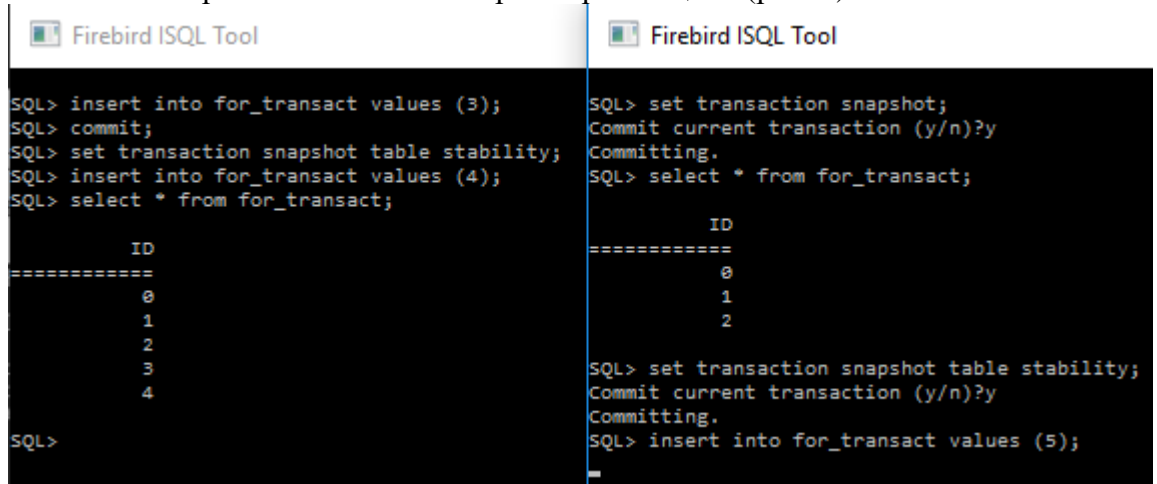 Firebird ISQL Tool
SQL> insert into for_transact values (3);
SQL> commit;
SQL> set transaction snapshot table stability;
SQL> insert into for_transact values (4);
SQL> select * from for_transact;
ID
============
0
1
2
3
4
SQL>
Firebird ISQL Tool
SQL> set transaction snapshot;
Commit current transaction (y/n)?y
Committing.
SQL> select * from for_transact;
ID
============
0
1
2
SQL> set transaction snapshot table stability;
Commit current transaction (y/n)?y
Committing.
SQL> insert into for_transact values (5);